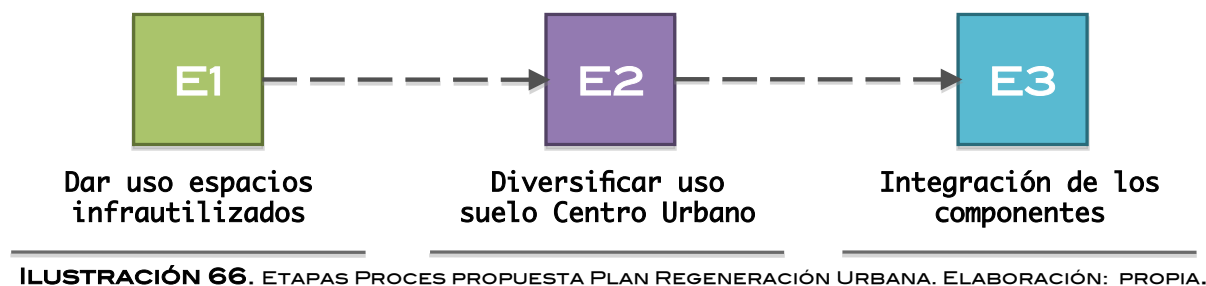 E1
E2
E3
Dar uso espacios
infrautilizados
Diversificar uso
suelo Centro Urbano
Integración de los
componentes
Ilustración 66. Etapas Proces propuesta Plan Regeneración Urbana. Elaboración: propia.